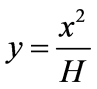 y = x²/H